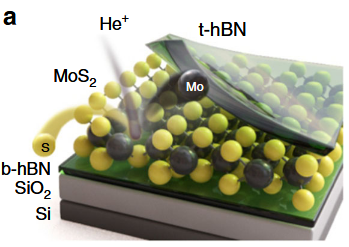 a
He⁺
t-hBN
MoS₂
Mo
s
b-hBN
SiO₂
Si